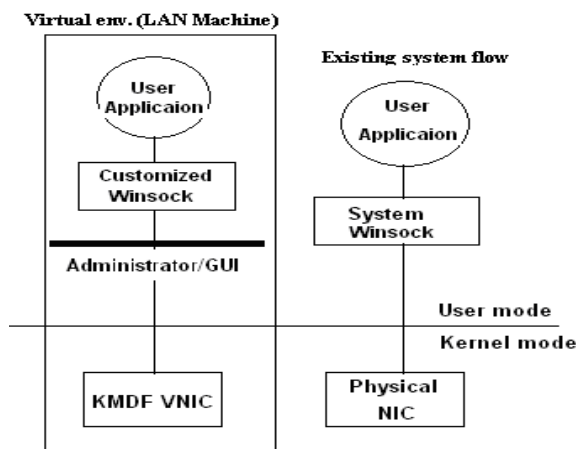 Virtual env. (LAN Machine)
User
Applicaion
Customized
Winsock
Administrator/GUI
KMDF VNIC
Existing system flow
User
Applicaion
System
Winsock
User mode
Kernel mode
Physical
NIC